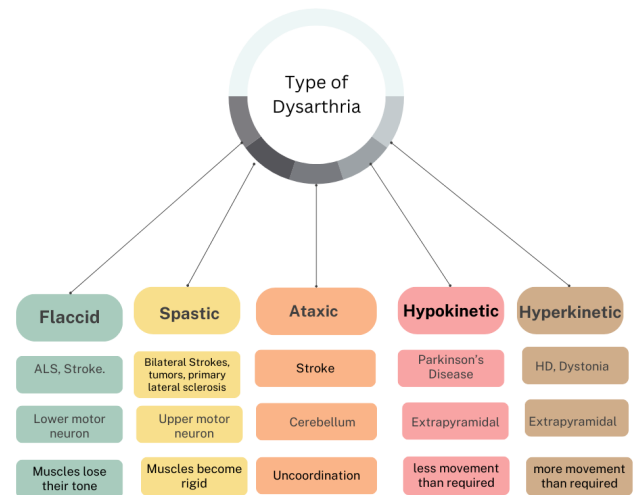 Type of
Dysarthria
Flaccid
Spastic
Ataxic
Hypokinetic
Hyperkinetic
ALS, Stroke.
Bilateral Strokes,
tumors, primary
lateral sclerosis
Stroke
Parkinson's
Disease
HD, Dystonia
Lower motor
neuron
Upper motor
neuron
Cerebellum
Extrapyramidal
Extrapyramidal
Muscles lose
their tone
Muscles become
rigid
Uncoordination
less movement
than required
more movement
than required